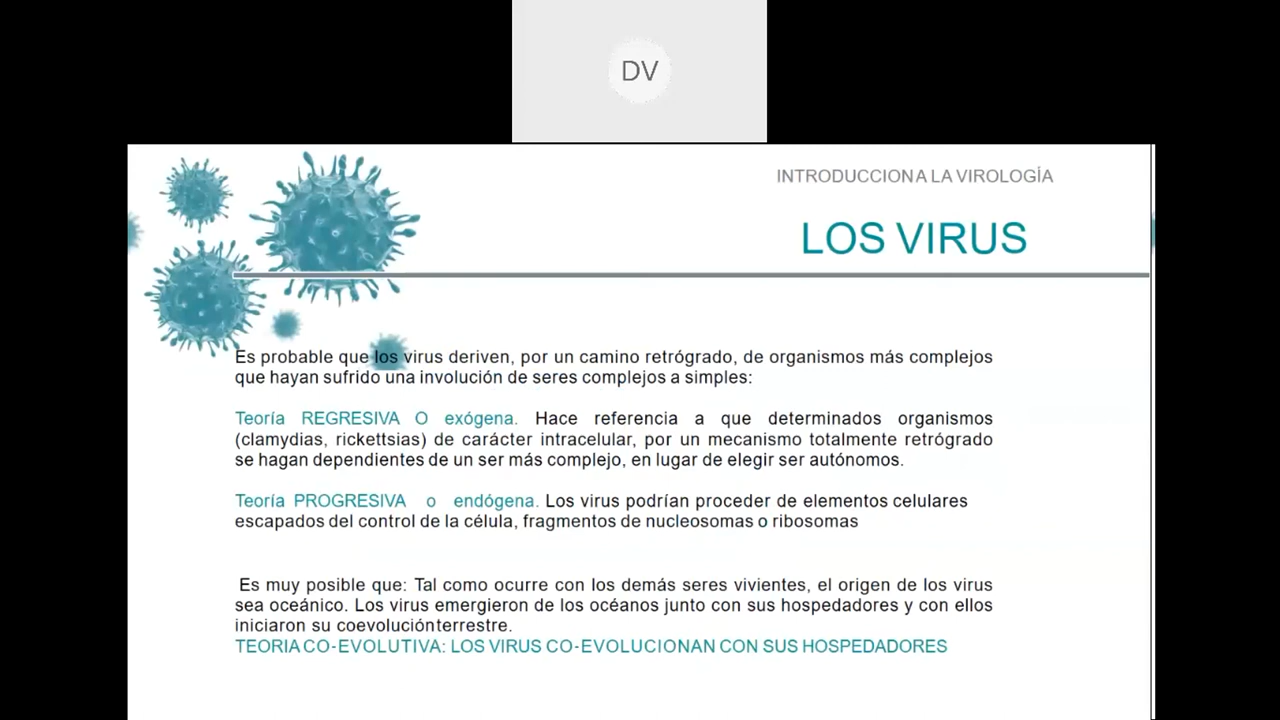 DV
INTRODUCCION A LA VIROLOGÍA
LOS VIRUS
Es probable que los virus deriven, por un camino retrógrado, de organismos más complejos
que hayan sufrido una involución de seres complejos a simples:
Teoría REGRESIVA O exógena. Hace referencia a que determinados organismos
(clamydias, rickettsias) de carácter intracelular, por un mecanismo totalmente retrógrado
se hagan dependientes de un ser más complejo, en lugar de elegir ser autónomos.
Teoría PROGRESIVA o endógena. Los virus podrían proceder de elementos celulares
escapados del control de la célula, fragmentos de nucleosomas o ribosomas
Es muy posible que: Tal como ocurre con los demás seres vivientes, el origen de los virus
sea oceánico. Los virus emergieron de los océanos junto con sus hospedadores y con ellos
iniciaron su coevolución terrestre.
TEORIA CO-EVOLUTIVA: LOS VIRUS CO-EVOLUCIONAN CON SUS HOSPEDADORES